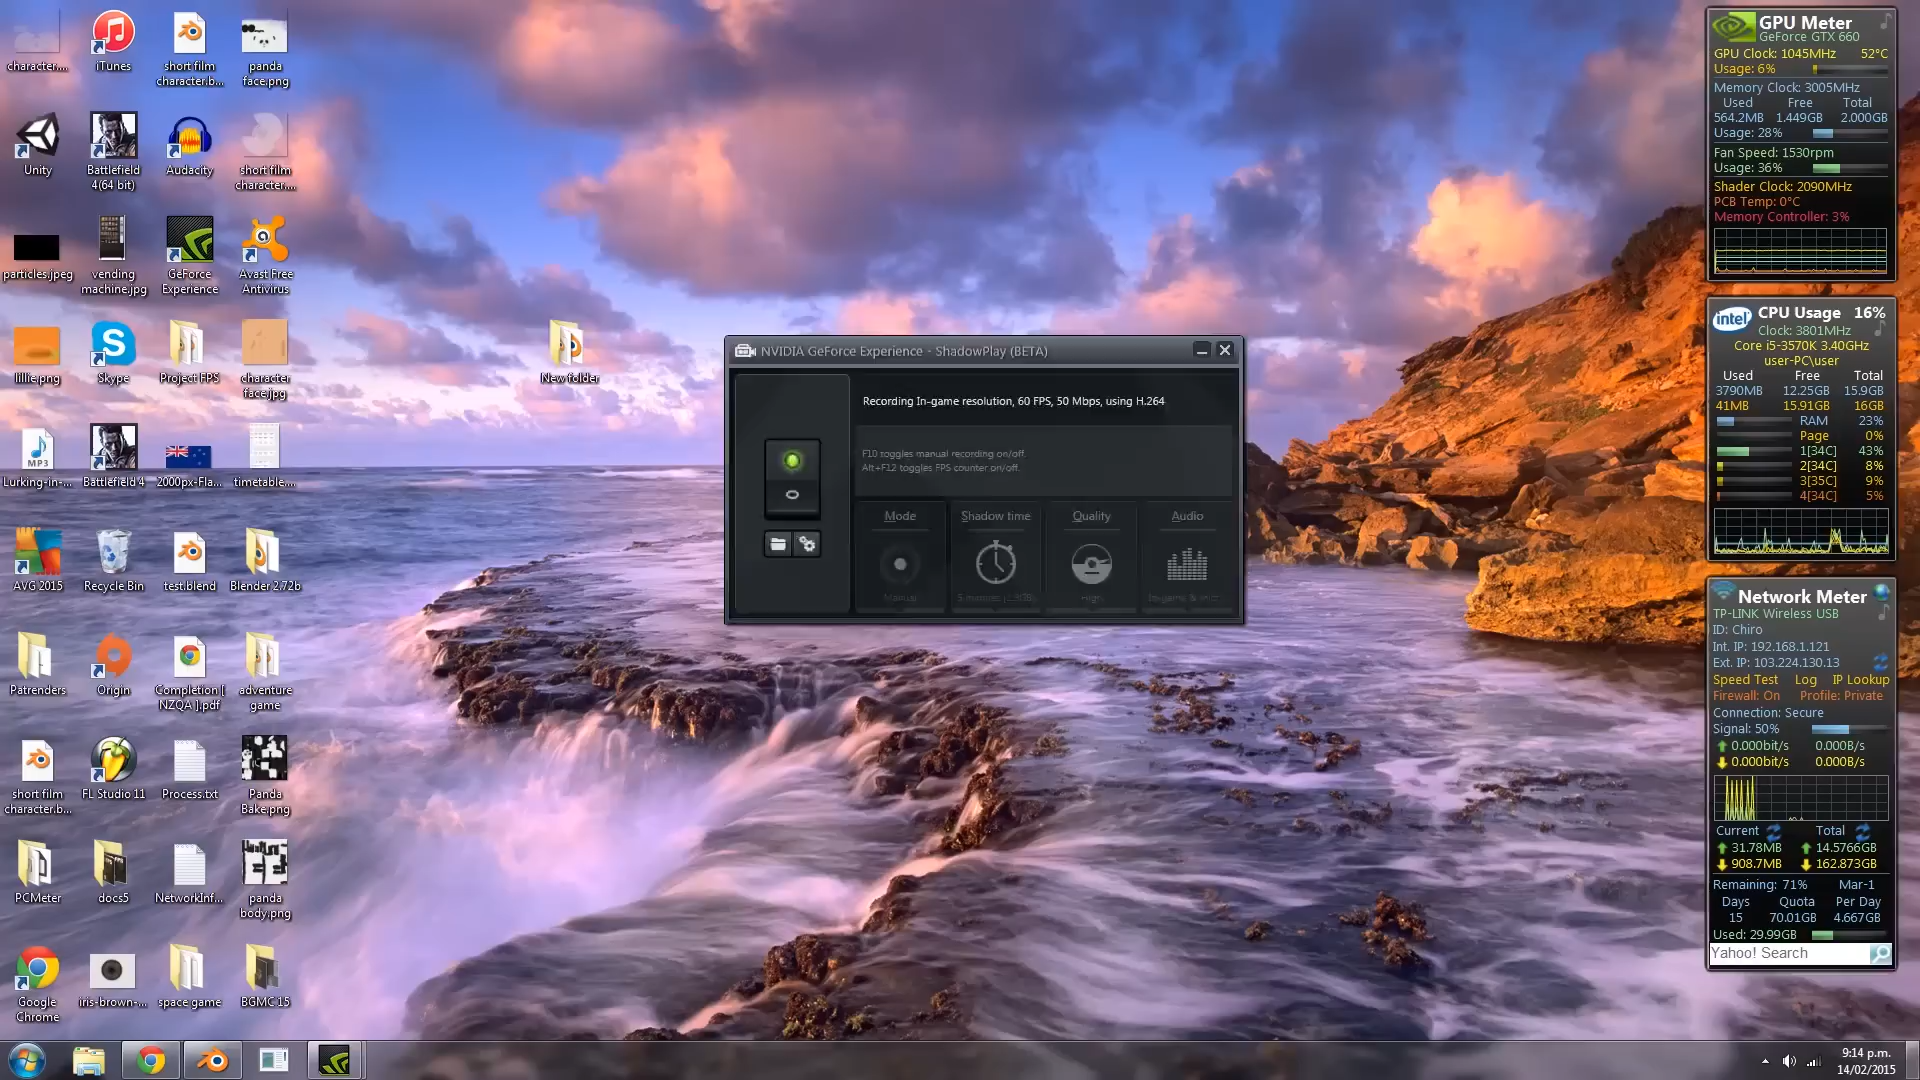 character....
iTunes
short film
character.b...
panda
face.png
Unity
Battlefield
4(64 bit)
Audacity
short film
character....
particles.jpeg
vending
machine.jpg
GeForce
Experience
Avast Free
Antivirus
lillie.png
Skype
Project FPS
character
face.jpg
New folder
MP3
Lurking-in-...
Battlefield 4
2000px-Fla...
timetable....
AVG 2015
Recycle Bin
test.blend
Blender 2.72b
Patrenders
Origin
Completion [
NZQA ].pdf
adventure
game
short film
character.b...
FL Studio 11
Process.txt
Panda
Bake.png
PCMeter
docs5
NetworkInf...
panda
body.png
Google
Chrome
iris-brown-...
space game
BGMC 15
NVIDIA GeForce Experience - ShadowPlay (BETA)
Recording In-game resolution, 60 FPS, 50 Mbps, using H.264
F10 toggles manual recording on/off.
Alt+F12 toggles FPS counter on/off.
Mode
Shadow time
Quality
Audio
Manual
High
GPU Meter
GeForce GTX 660
GPU Clock: 1045MHz 52°C
Usage: 6%
Memory Clock: 3005MHz
Used Free Total
564.2MB 1.449GB 2.000GB
Usage: 28%
Fan Speed: 1530rpm
Usage: 36%
Shader Clock: 2090MHz
PCB Temp: 0°C
Memory Controller: 3%
intel
CPU Usage 16%
Clock: 3801MHz
Core i5-3570K 3.40GHz
user-PC\user
Used Free Total
3790MB 12.25GB 15.9GB
41MB 15.91GB 16GB
RAM 23%
Page 0%
1[34C] 43%
2[34C] 8%
3[35C] 9%
4[34C] 5%
Network Meter
TP-LINK Wireless USB
ID: Chiro
Int. IP: 192.168.1.121
Ext. IP: 103.224.130.13
Speed Test Log IP Lookup
Firewall: On Profile: Private
Connection: Secure
Signal: 50%
0.000bit/s 0.000B/s
0.000bit/s 0.000B/s
Current Total
31.78MB 14.5766GB
908.7MB 162.873GB
Remaining: 71% Mar-1
Days Quota Per Day
15 70.01GB 4.667GB
Used: 29.99GB
Yahoo! Search
9:14 p.m.
14/02/2015